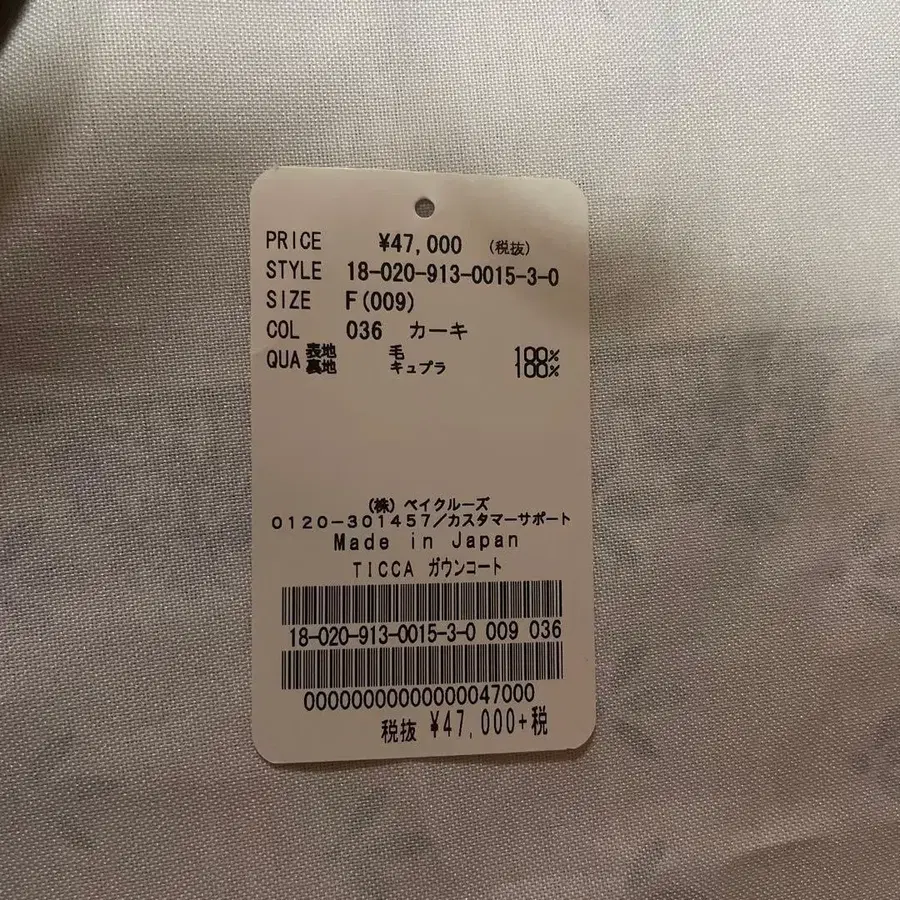 PRICE ¥47,000 (税抜)
STYLE 18-020-913-0015-3-0
SIZE F(009)
COL 036 カーキ
QUA 表地 毛 100%
裏地 キュプラ 100%
(株) ベイクルーズ
0120-301457/カスタマーサポート
Made in Japan
TICCA ガウンコート
18-020-913-0015-3-0 009 036
00000000000000047000
税抜 ¥47,000+税